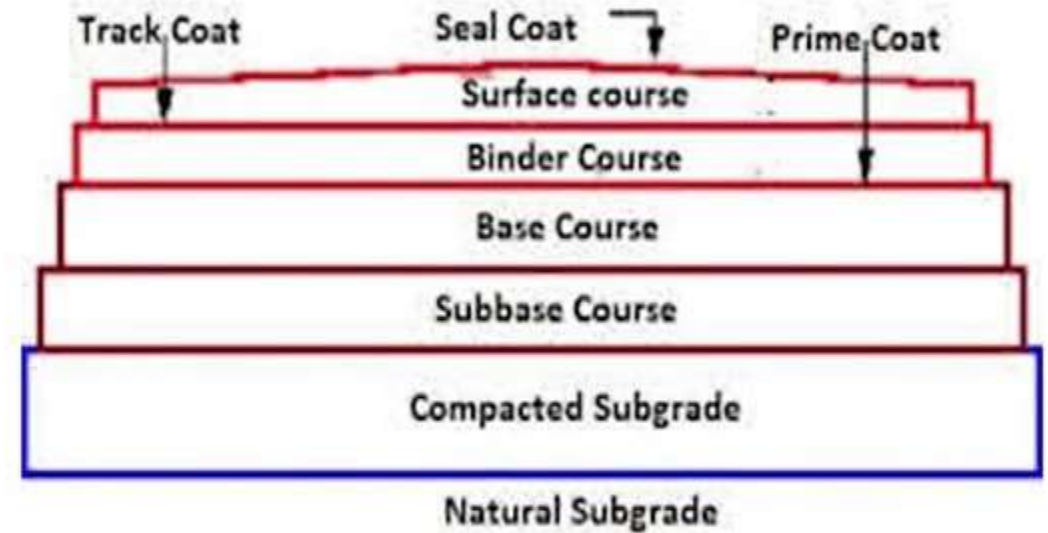 Track Coat
Seal Coat
Prime Coat
Surface course
Binder Course
Base Course
Subbase Course
Compacted Subgrade
Natural Subgrade